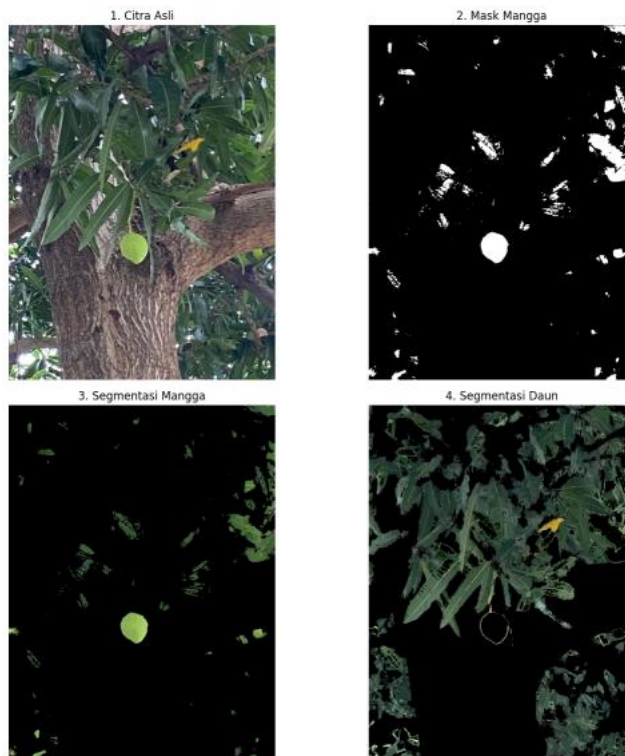 1. Citra Asli
2. Mask Mangga
3. Segmentasi Mangga
4. Segmentasi Daun